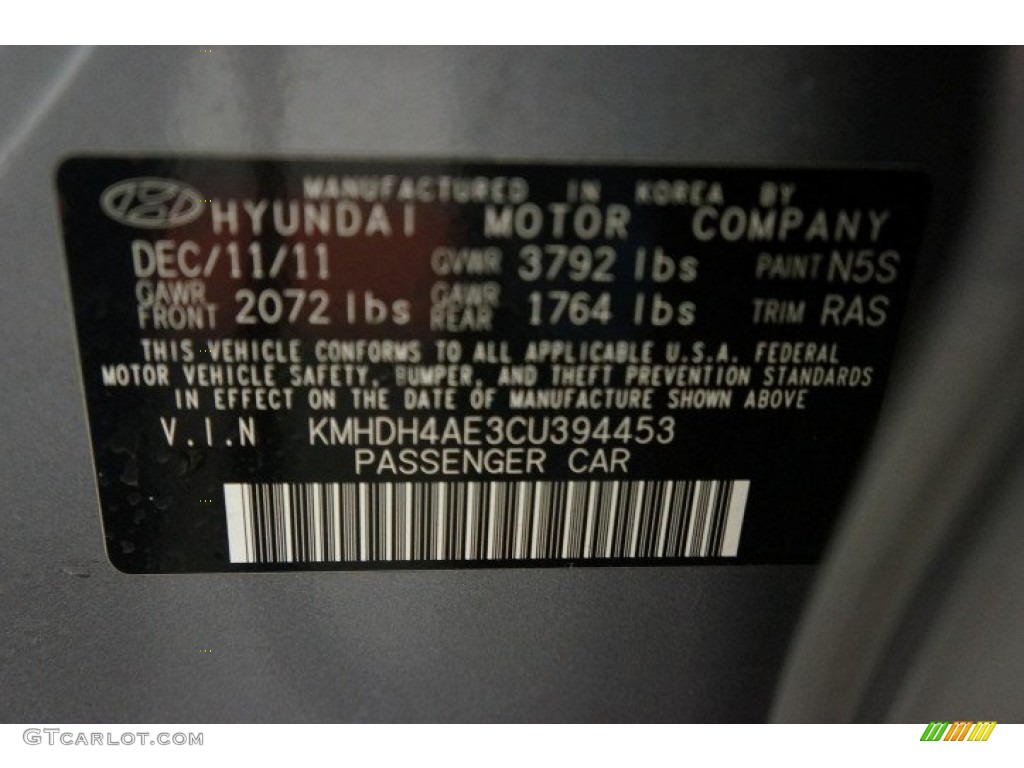 MANUFACTURED IN KOREA BY
HYUNDAI MOTOR COMPANY
DEC/11/11 GVWR 3792 lbs PAINT N5S
GAWR FRONT 2072 lbs GAWR REAR 1764 lbs TRIM RAS
THIS VEHICLE CONFORMS TO ALL APPLICABLE U.S.A. FEDERAL
MOTOR VEHICLE SAFETY, BUMPER, AND THEFT PREVENTION STANDARDS
IN EFFECT ON THE DATE OF MANUFACTURE SHOWN ABOVE
V.I.N KMHDH4AE3CU394453
PASSENGER CAR
GTCARLOT.COM